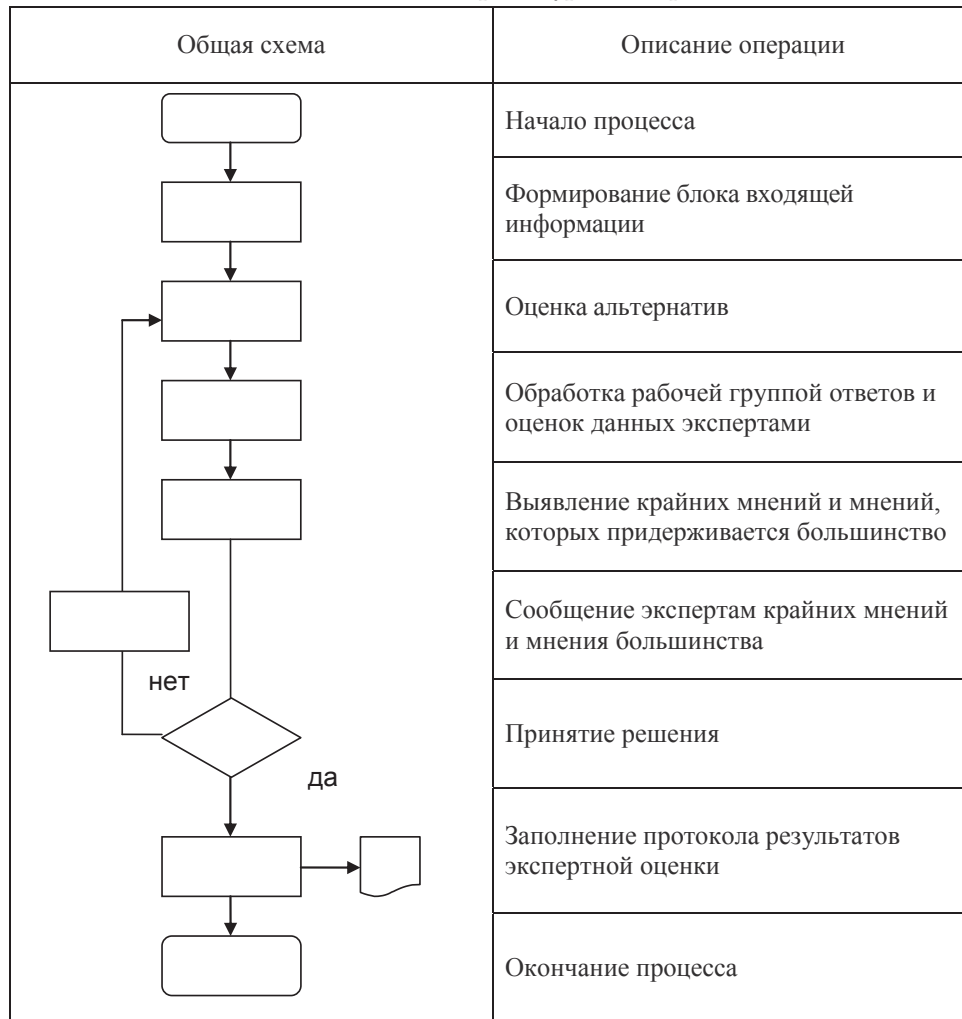 Общая схема
Описание операции
Начало процесса
Формирование блока входящей
информации
Оценка альтернатив
Обработка рабочей группой ответов и
оценок данных экспертами
Выявление крайних мнений и мнений,
которых придерживается большинство
Сообщение экспертам крайних мнений
и мнения большинства
нет
Принятие решения
да
Заполнение протокола результатов
экспертной оценки
Окончание процесса